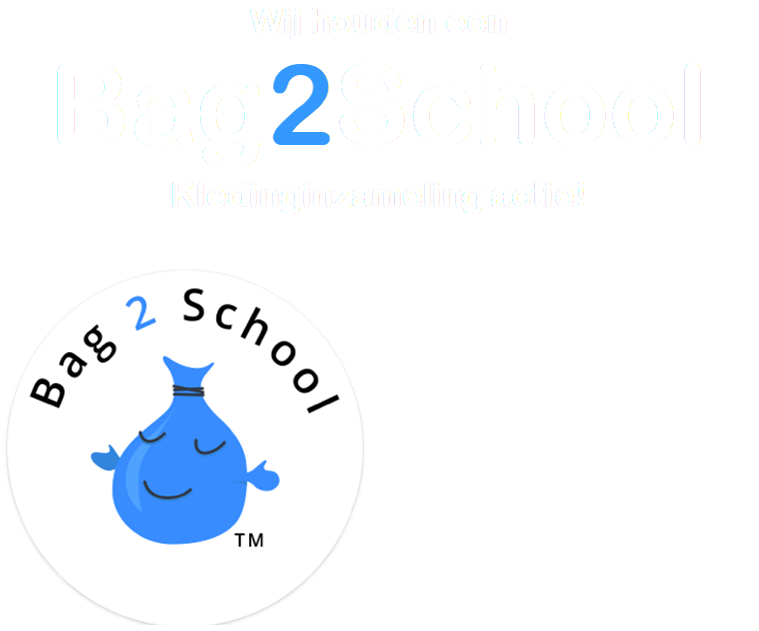 Wij houden een
Bag2School
Kledinginzameling actie!
Bag 2 School
TM